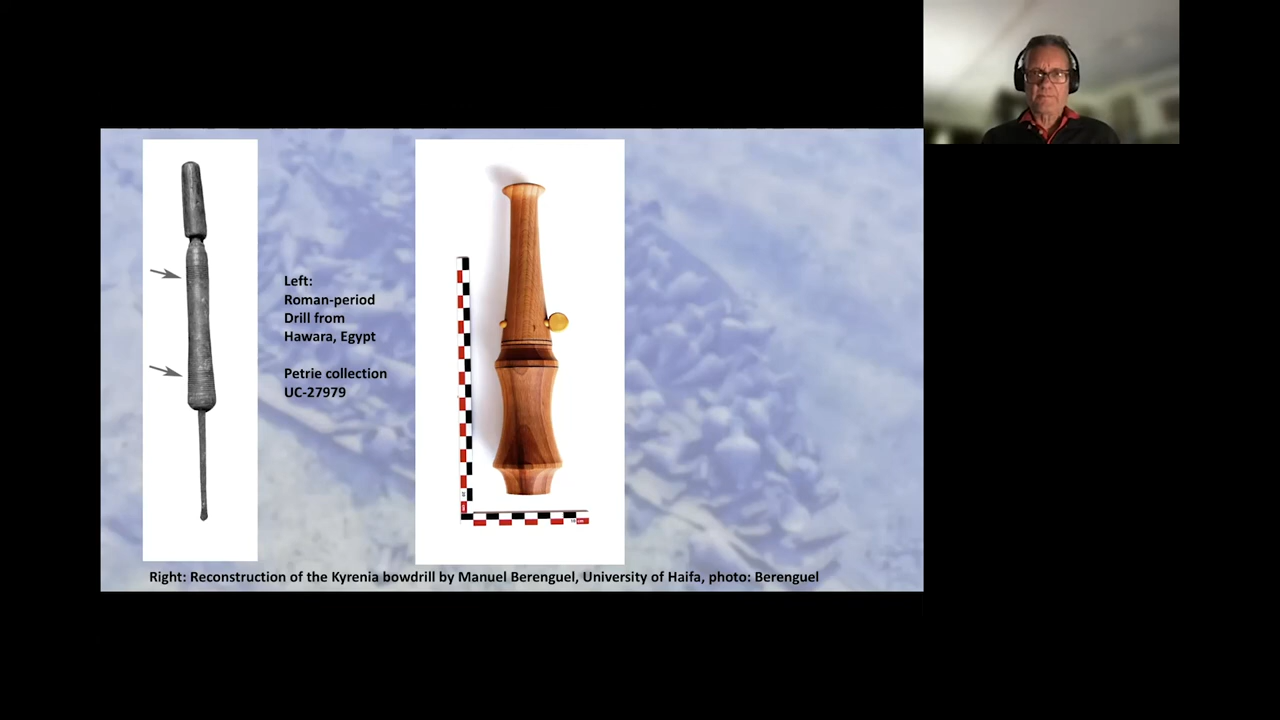 Left:
Roman-period
Drill from
Hawara, Egypt
Petrie collection
UC-27979
Right: Reconstruction of the Kyrenia bowdrill by Manuel Berenguel, University of Haifa, photo: Berenguel